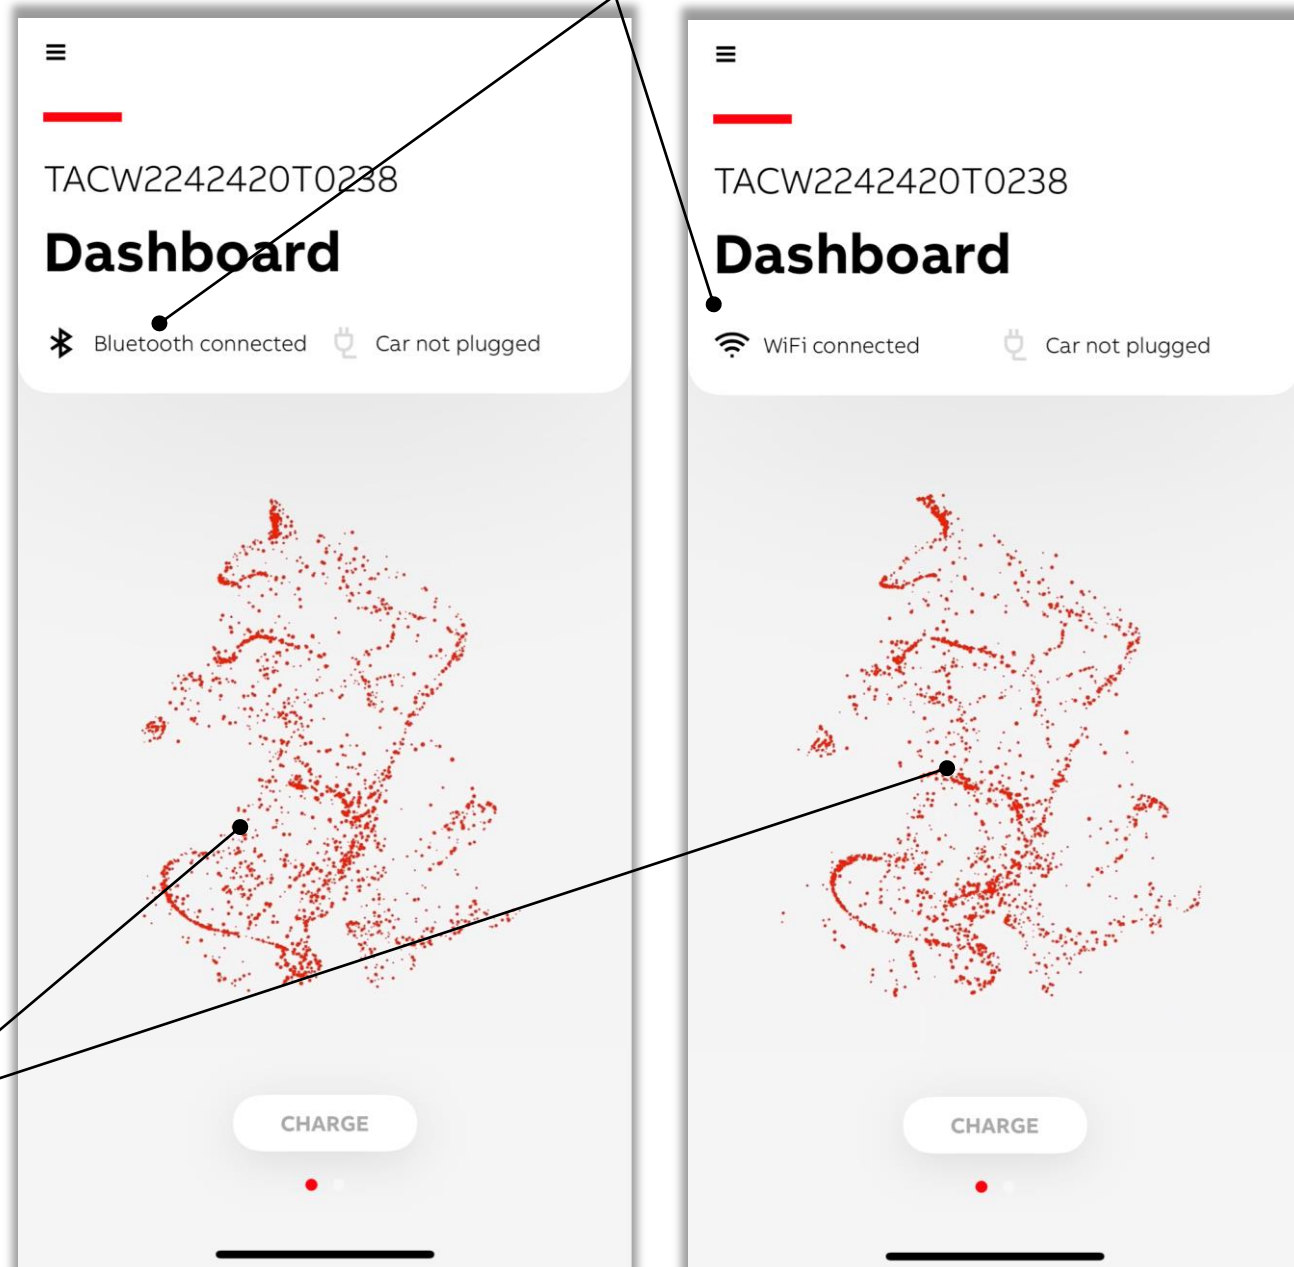 TACW2242420T0238
Dashboard
Bluetooth connected Car not plugged
CHARGE
TACW2242420T0238
Dashboard
WiFi connected Car not plugged
CHARGE